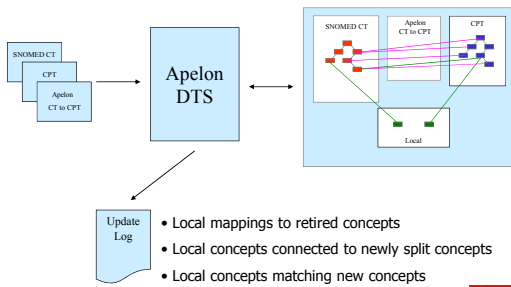 SNOMED CT
CPT
Apelon
CT to CPT
Apelon
DTS
SNOMED CT
Apelon
CT to CPT
CPT
Local
Update
Log
• Local mappings to retired concepts
• Local concepts connected to newly split concepts
• Local concepts matching new concepts